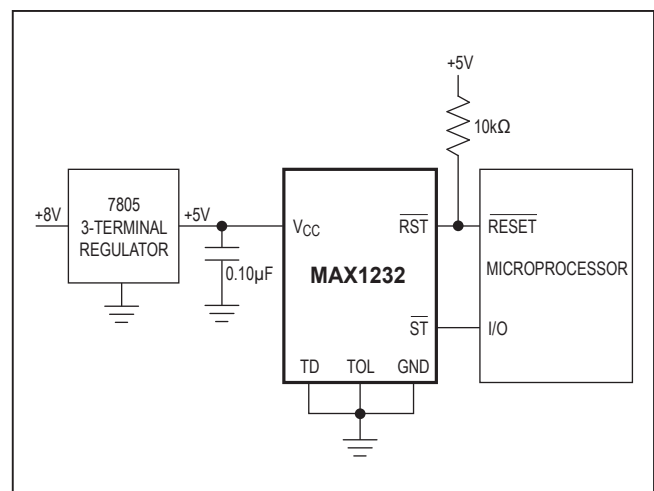 +5V
10kΩ
7805
3-TERMINAL
REGULATOR
+8V
+5V
0.10µF
VCC
RST
RESET
MAX1232
MICROPROCESSOR
ST
I/O
TD TOL GND